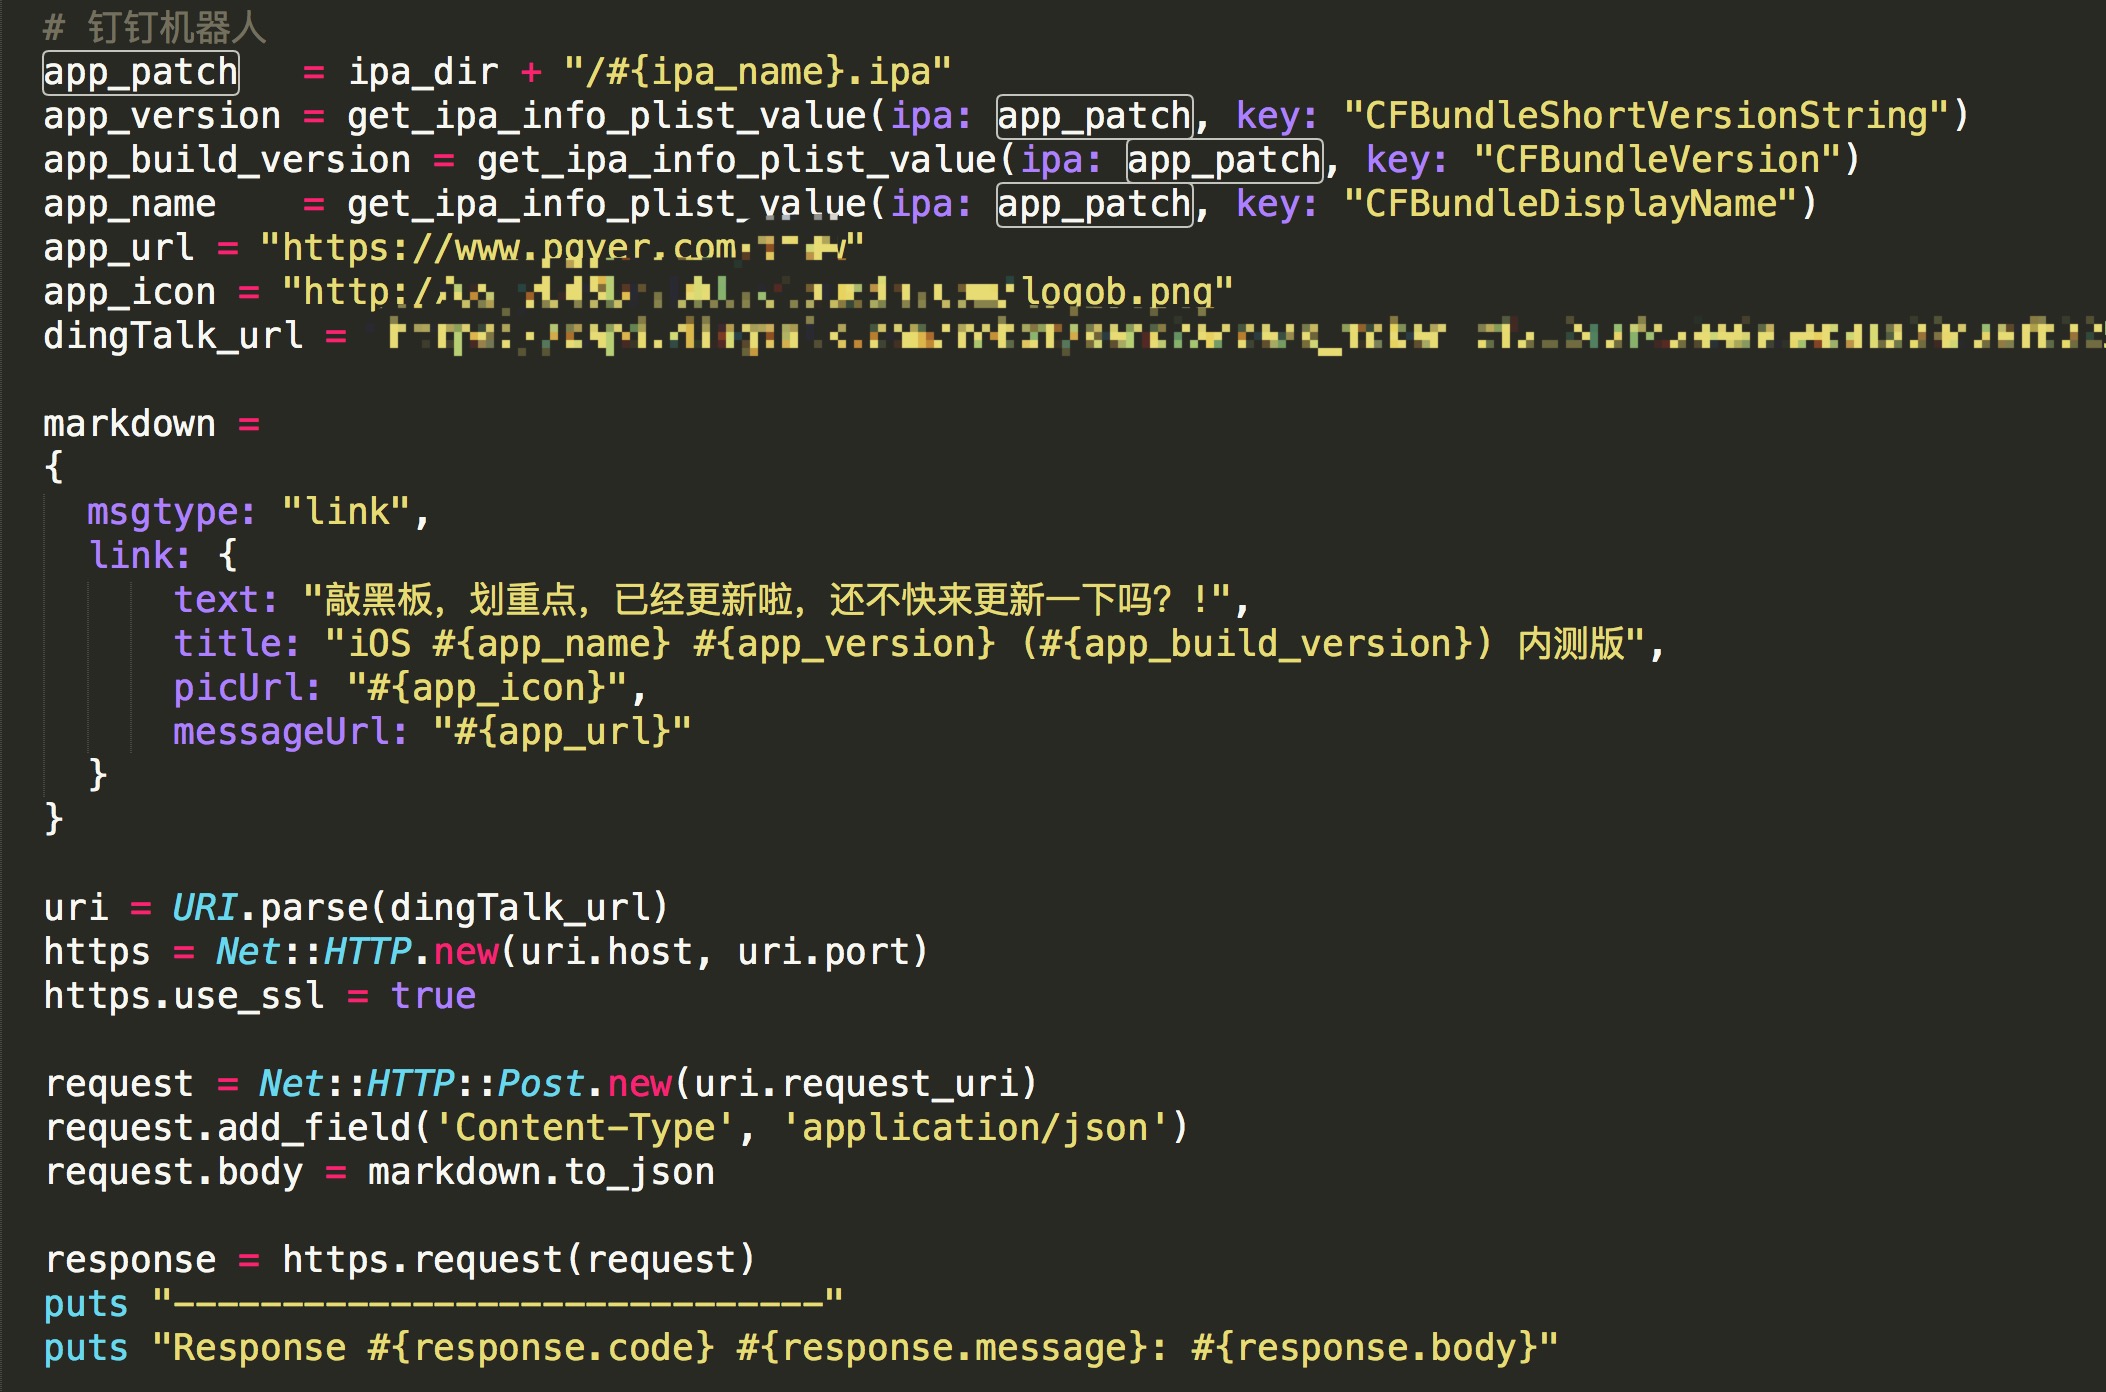 # 钉钉机器人
app_patch   = ipa_dir + "/#{ipa_name}.ipa"
app_version = get_ipa_info_plist_value(ipa: app_patch, key: "CFBundleShortVersionString")
app_build_version = get_ipa_info_plist_value(ipa: app_patch, key: "CFBundleVersion")
app_name    = get_ipa_info_plist_value(ipa: app_patch, key: "CFBundleDisplayName")
app_url = "https://www.pgyer.com
app_icon = "http:/ logob.png"
dingTalk_url =
markdown =
{
  msgtype: "link",
  link: {
      text: "敲黑板，划重点，已经更新啦，还不快来更新一下吗？！",
      title: "iOS #{app_name} #{app_version} (#{app_build_version}) 内测版",
      picUrl: "#{app_icon}",
      messageUrl: "#{app_url}"
  }
}
uri = URI.parse(dingTalk_url)
https = Net::HTTP.new(uri.host, uri.port)
https.use_ssl = true
request = Net::HTTP::Post.new(uri.request_uri)
request.add_field('Content-Type', 'application/json')
request.body = markdown.to_json
response = https.request(request)
puts "------------------------------"
puts "Response #{response.code} #{response.message}: #{response.body}"